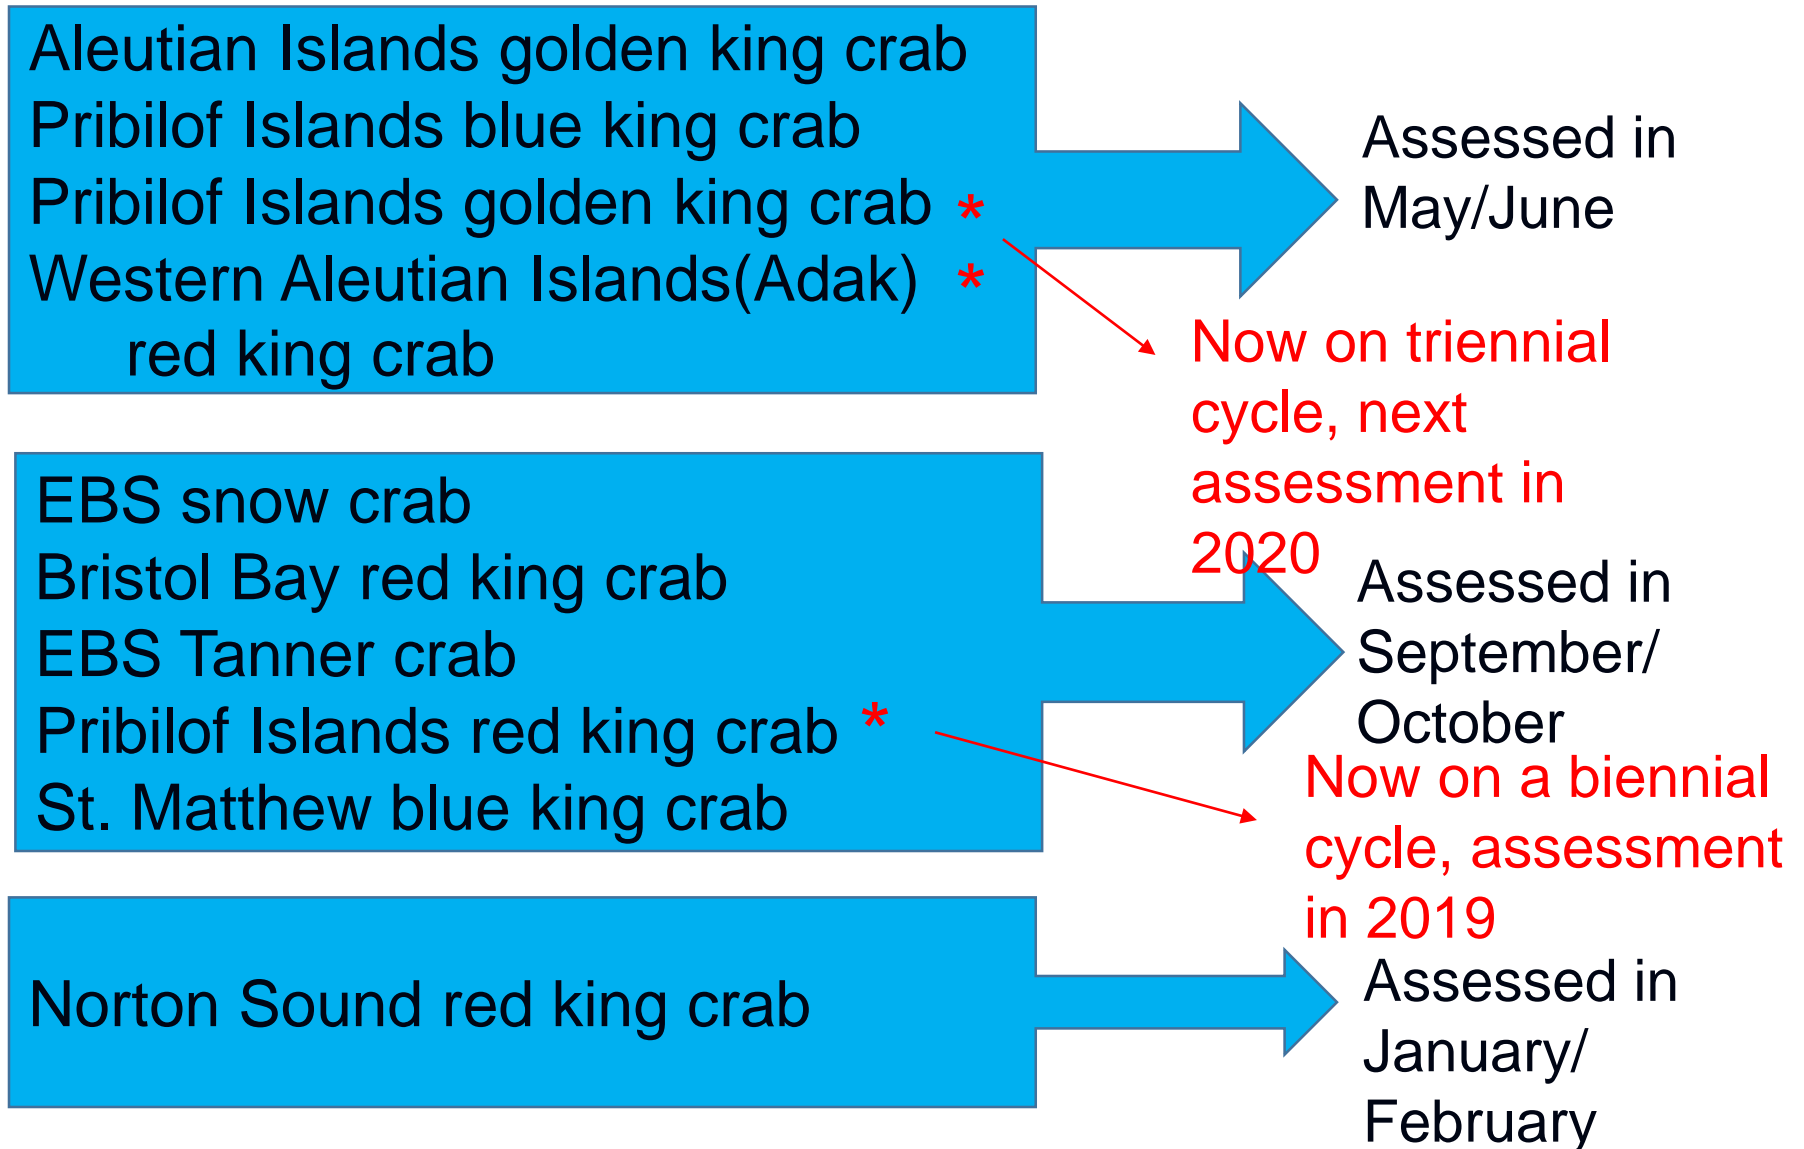 Aleutian Islands golden king crab
Pribilof Islands blue king crab
Pribilof Islands golden king crab *
Western Aleutian Islands(Adak) *
red king crab
Assessed in
May/June
Now on triennial
cycle, next
assessment in
2020
EBS snow crab
Bristol Bay red king crab
EBS Tanner crab
Pribilof Islands red king crab *
St. Matthew blue king crab
Assessed in
September/
October
Now on a biennial
cycle, assessment
in 2019
Norton Sound red king crab
Assessed in
January/
February